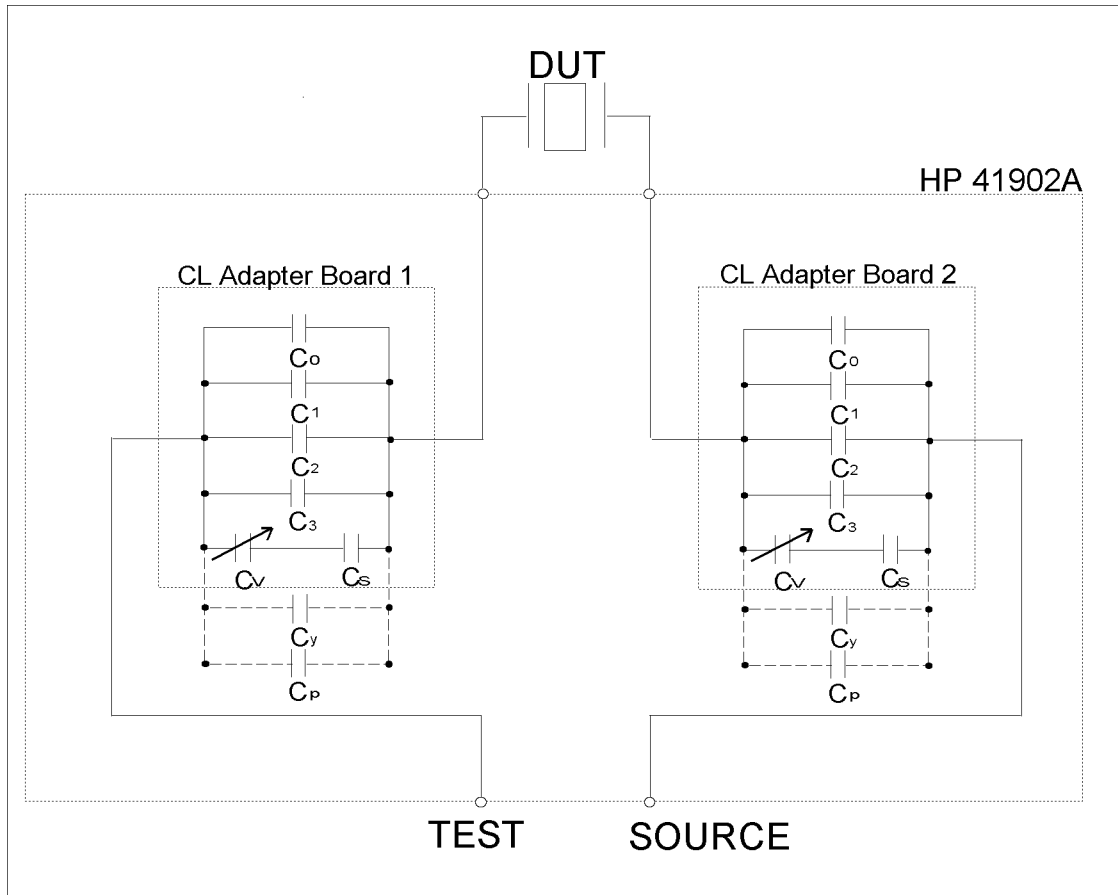 DUT
HP 41902A
CL Adapter Board 1
Co
C1
C2
C3
Cv Cs
Cy
Cp
CL Adapter Board 2
Co
C1
C2
C3
Cv Cs
Cy
Cp
TEST SOURCE